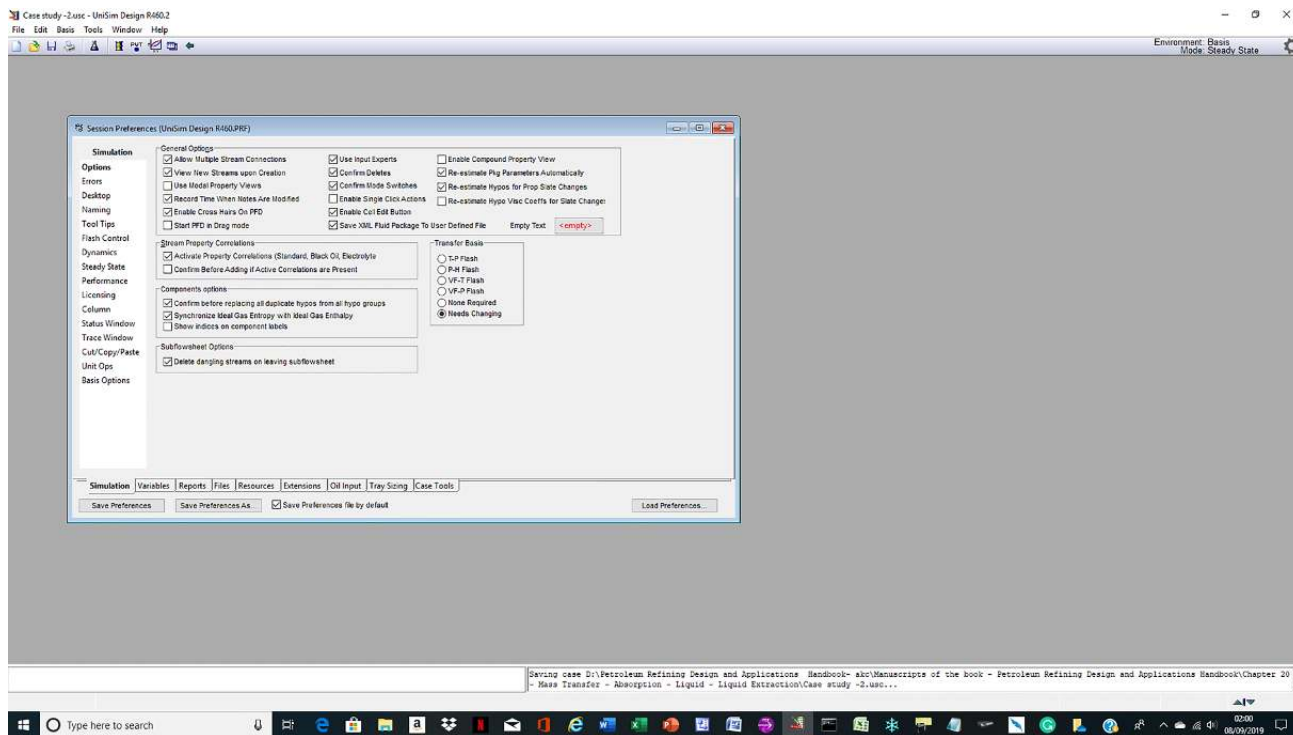 Case study -2.usc - UniSim Design R460.2
File Edit Basis Tools Window Help
PVT
Environment: Basis
Mode: Steady State
Session Preferences (UniSim Design R460.PRF)
Simulation
Options
Errors
Desktop
Naming
Tool Tips
Flash Control
Dynamics
Steady State
Performance
Licensing
Column
Status Window
Trace Window
Cut/Copy/Paste
Unit Ops
Basis Options
General Options
Allow Multiple Stream Connections
View New Streams upon Creation
Use Modal Property Views
Record Time When Notes Are Modified
Enable Cross Hairs On PFD
Start PFD in Drag mode
Use Input Experts
Confirm Deletes
Confirm Mode Switches
Enable Single Click Actions
Enable Cell Edit Button
Save XML Fluid Package To User Defined File
Enable Compound Property View
Re-estimate Pkg Parameters Automatically
Re-estimate Hypos for Prop Slate Changes
Re-estimate Hypo Visc Coeffs for Slate Changes
Empty Text <empty>
Stream Property Correlations
Activate Property Correlations (Standard, Black Oil, Electrolyte
Confirm Before Adding if Active Correlations are Present
Transfer Basis
T-P Flash
P-H Flash
VF-T Flash
VF-P Flash
None Required
Needs Changing
Components options
Confirm before replacing all duplicate hypos from all hypo groups
Synchronize Ideal Gas Entropy with Ideal Gas Enthalpy
Show indices on component labels
Subflowsheet Options
Delete dangling streams on leaving subflowsheet
Simulation Variables Reports Files Resources Extensions Oil Input Tray Sizing Case Tools
Save Preferences Save Preferences As... Save Preferences file by default Load Preferences...
Saving case D:\Petroleum Refining Design and Applications Handbook- akc\Manuscripts of the book - Petroleum Refining Design and Applications Handbook\Chapter 20
- Mass Transfer - Absorption - Liquid - Liquid Extraction\Case study -2.usc...
Type here to search
02:00
08/09/2019